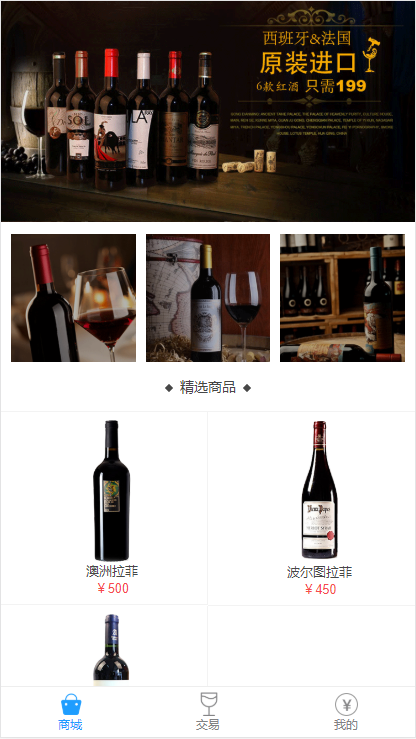 西班牙&法国
原装进口
6款红酒 只需199
SOL
LA
◆ 精选商品 ◆
澳洲拉菲
波尔图拉菲
￥500
￥450
商城
交易
我的